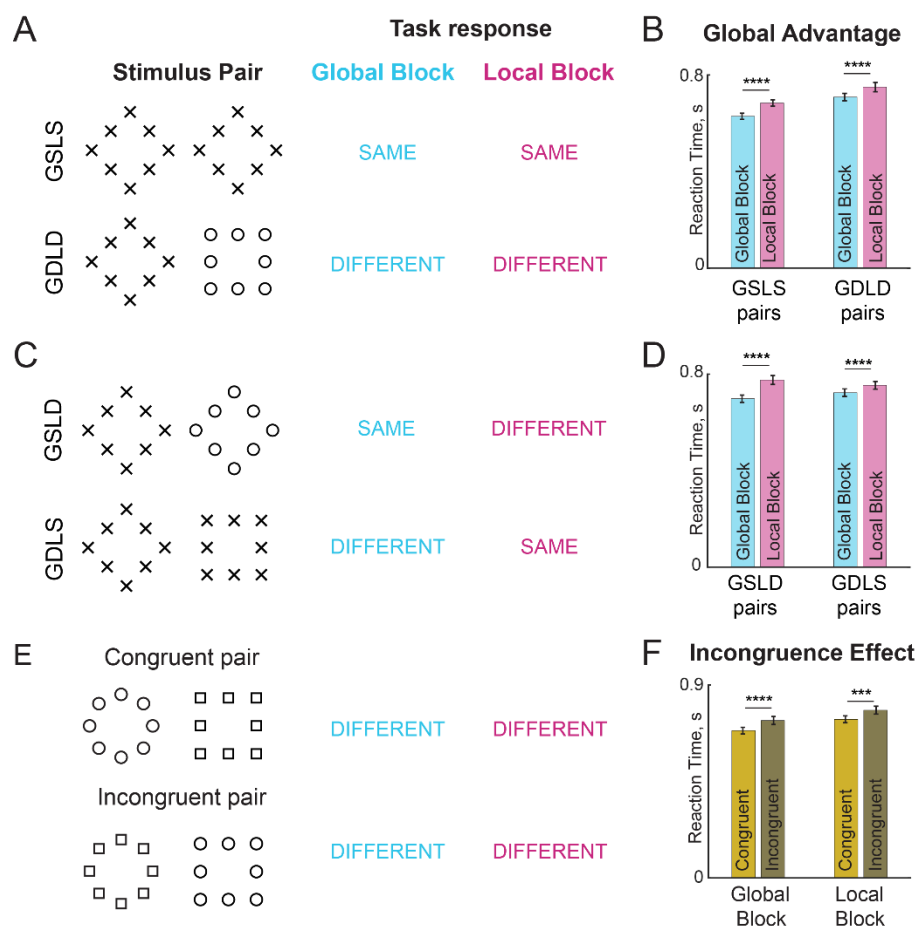 A
Task response
Stimulus Pair
Global Block
Local Block
GSLS
SAME
SAME
GDLD
DIFFERENT
DIFFERENT
B
Global Advantage
Reaction Time, s
0.8
0
****
****
Global Block
Local Block
Global Block
Local Block
GSLS
pairs
GDLD
pairs
C
GSLD
SAME
DIFFERENT
GDLS
DIFFERENT
SAME
D
Reaction Time, s
0.8
0
****
****
Global Block
Local Block
Global Block
Local Block
GSLD
pairs
GDLS
pairs
E
Congruent pair
DIFFERENT
DIFFERENT
Incongruent pair
DIFFERENT
DIFFERENT
F
Incongruence Effect
Reaction Time, s
0.9
0
****
***
Congruent
Incongruent
Congruent
Incongruent
Global
Block
Local
Block